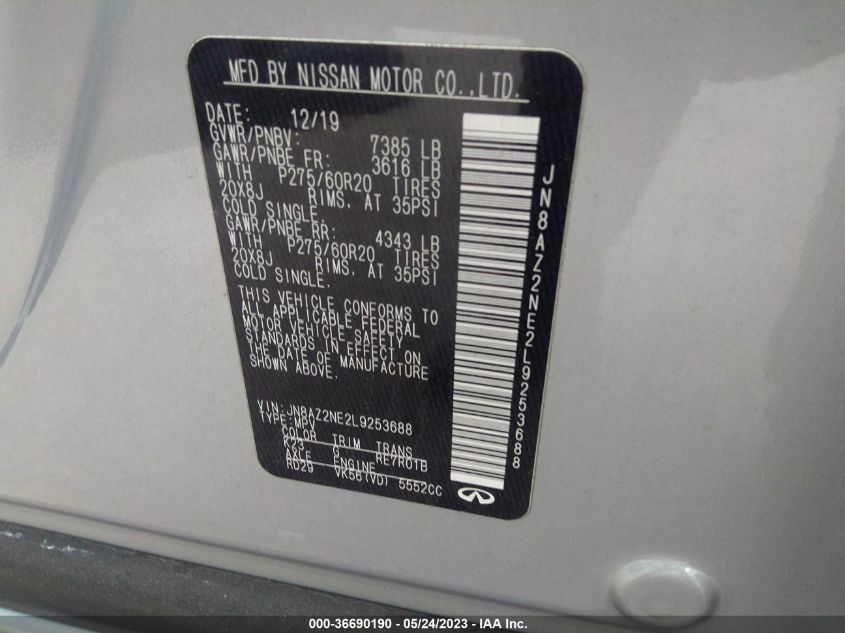 MFD BY NISSAN MOTOR CO.,LTD.
DATE: 12/19
GVWR/PNBV: 7385 LB
GAWR/PNBE FR: 3616 LB
WITH P275/60R20 TIRES
20X8J RIMS. AT 35PSI
COLD SINGLE.
GAWR/PNBE RR: 4343 LB
WITH P275/60R20 TIRES
20X8J RIMS. AT 35PSI
COLD SINGLE.
THIS VEHICLE CONFORMS TO
ALL APPLICABLE FEDERAL
MOTOR VEHICLE SAFETY
STANDARDS IN EFFECT ON
THE DATE OF MANUFACTURE
SHOWN ABOVE.
VIN: JN8AZ2NE2L9253688
TYPE: MPV
COLOR TRIM TRANS
K23 G RE7R01B
AXLE ENGINE
RD29 VK56(VD) 5552CC
JN8AZ2NE2L9253688
000-36690190 - 05/24/2023 - IAA Inc.